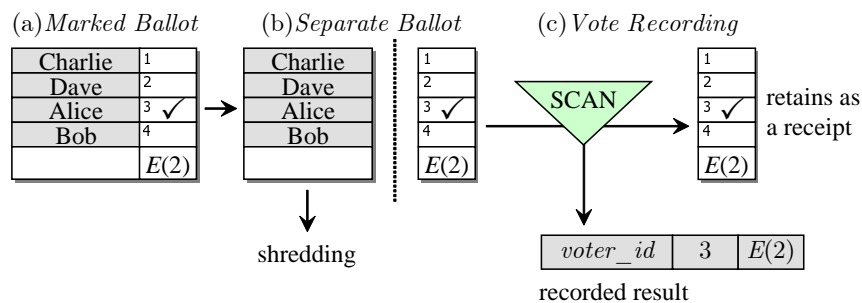 (a) Marked Ballot
Charlie 1
Dave 2
Alice 3 ✓
Bob 4
E(2)
(b) Separate Ballot
Charlie
Dave
Alice
Bob
shredding
1
2
3 ✓
4
E(2)
(c) Vote Recording
SCAN
1
2
3 ✓
4
E(2)
retains as
a receipt
voter_id 3 E(2)
recorded result